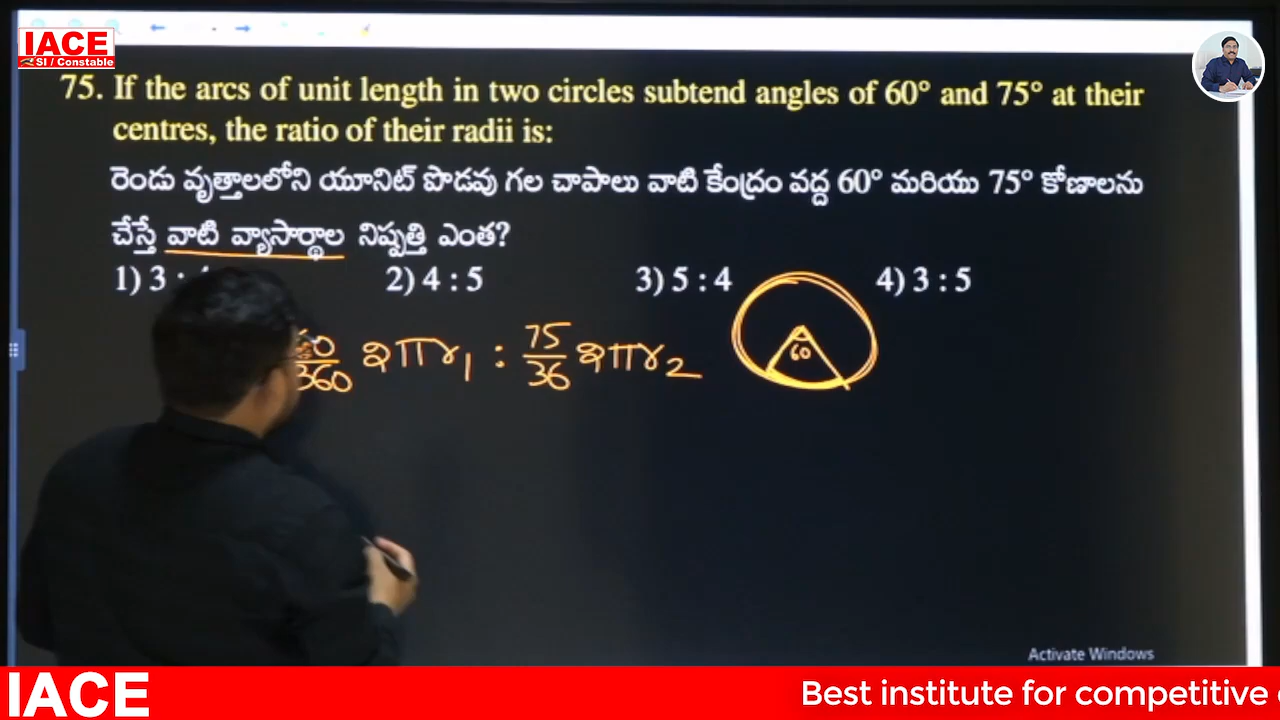 IACE
SI / Constable
75. If the arcs of unit length in two circles subtend angles of 60° and 75° at their
centres, the ratio of their radii is:
రెండు వృత్తాలలోని యూనిట్ పొడవు గల చాపాలు వాటి కేంద్రం వద్ద 60° మరియు 75° కోణాలను
చేస్తే వాటి వ్యాసార్థాల నిష్పత్తి ఎంత?
1) 3 : 2) 4 : 5 3) 5 : 4 4) 3 : 5
60/360 2πr1 : 75/36 2πr2
60
Activate Windows
IACE Best institute for competitive